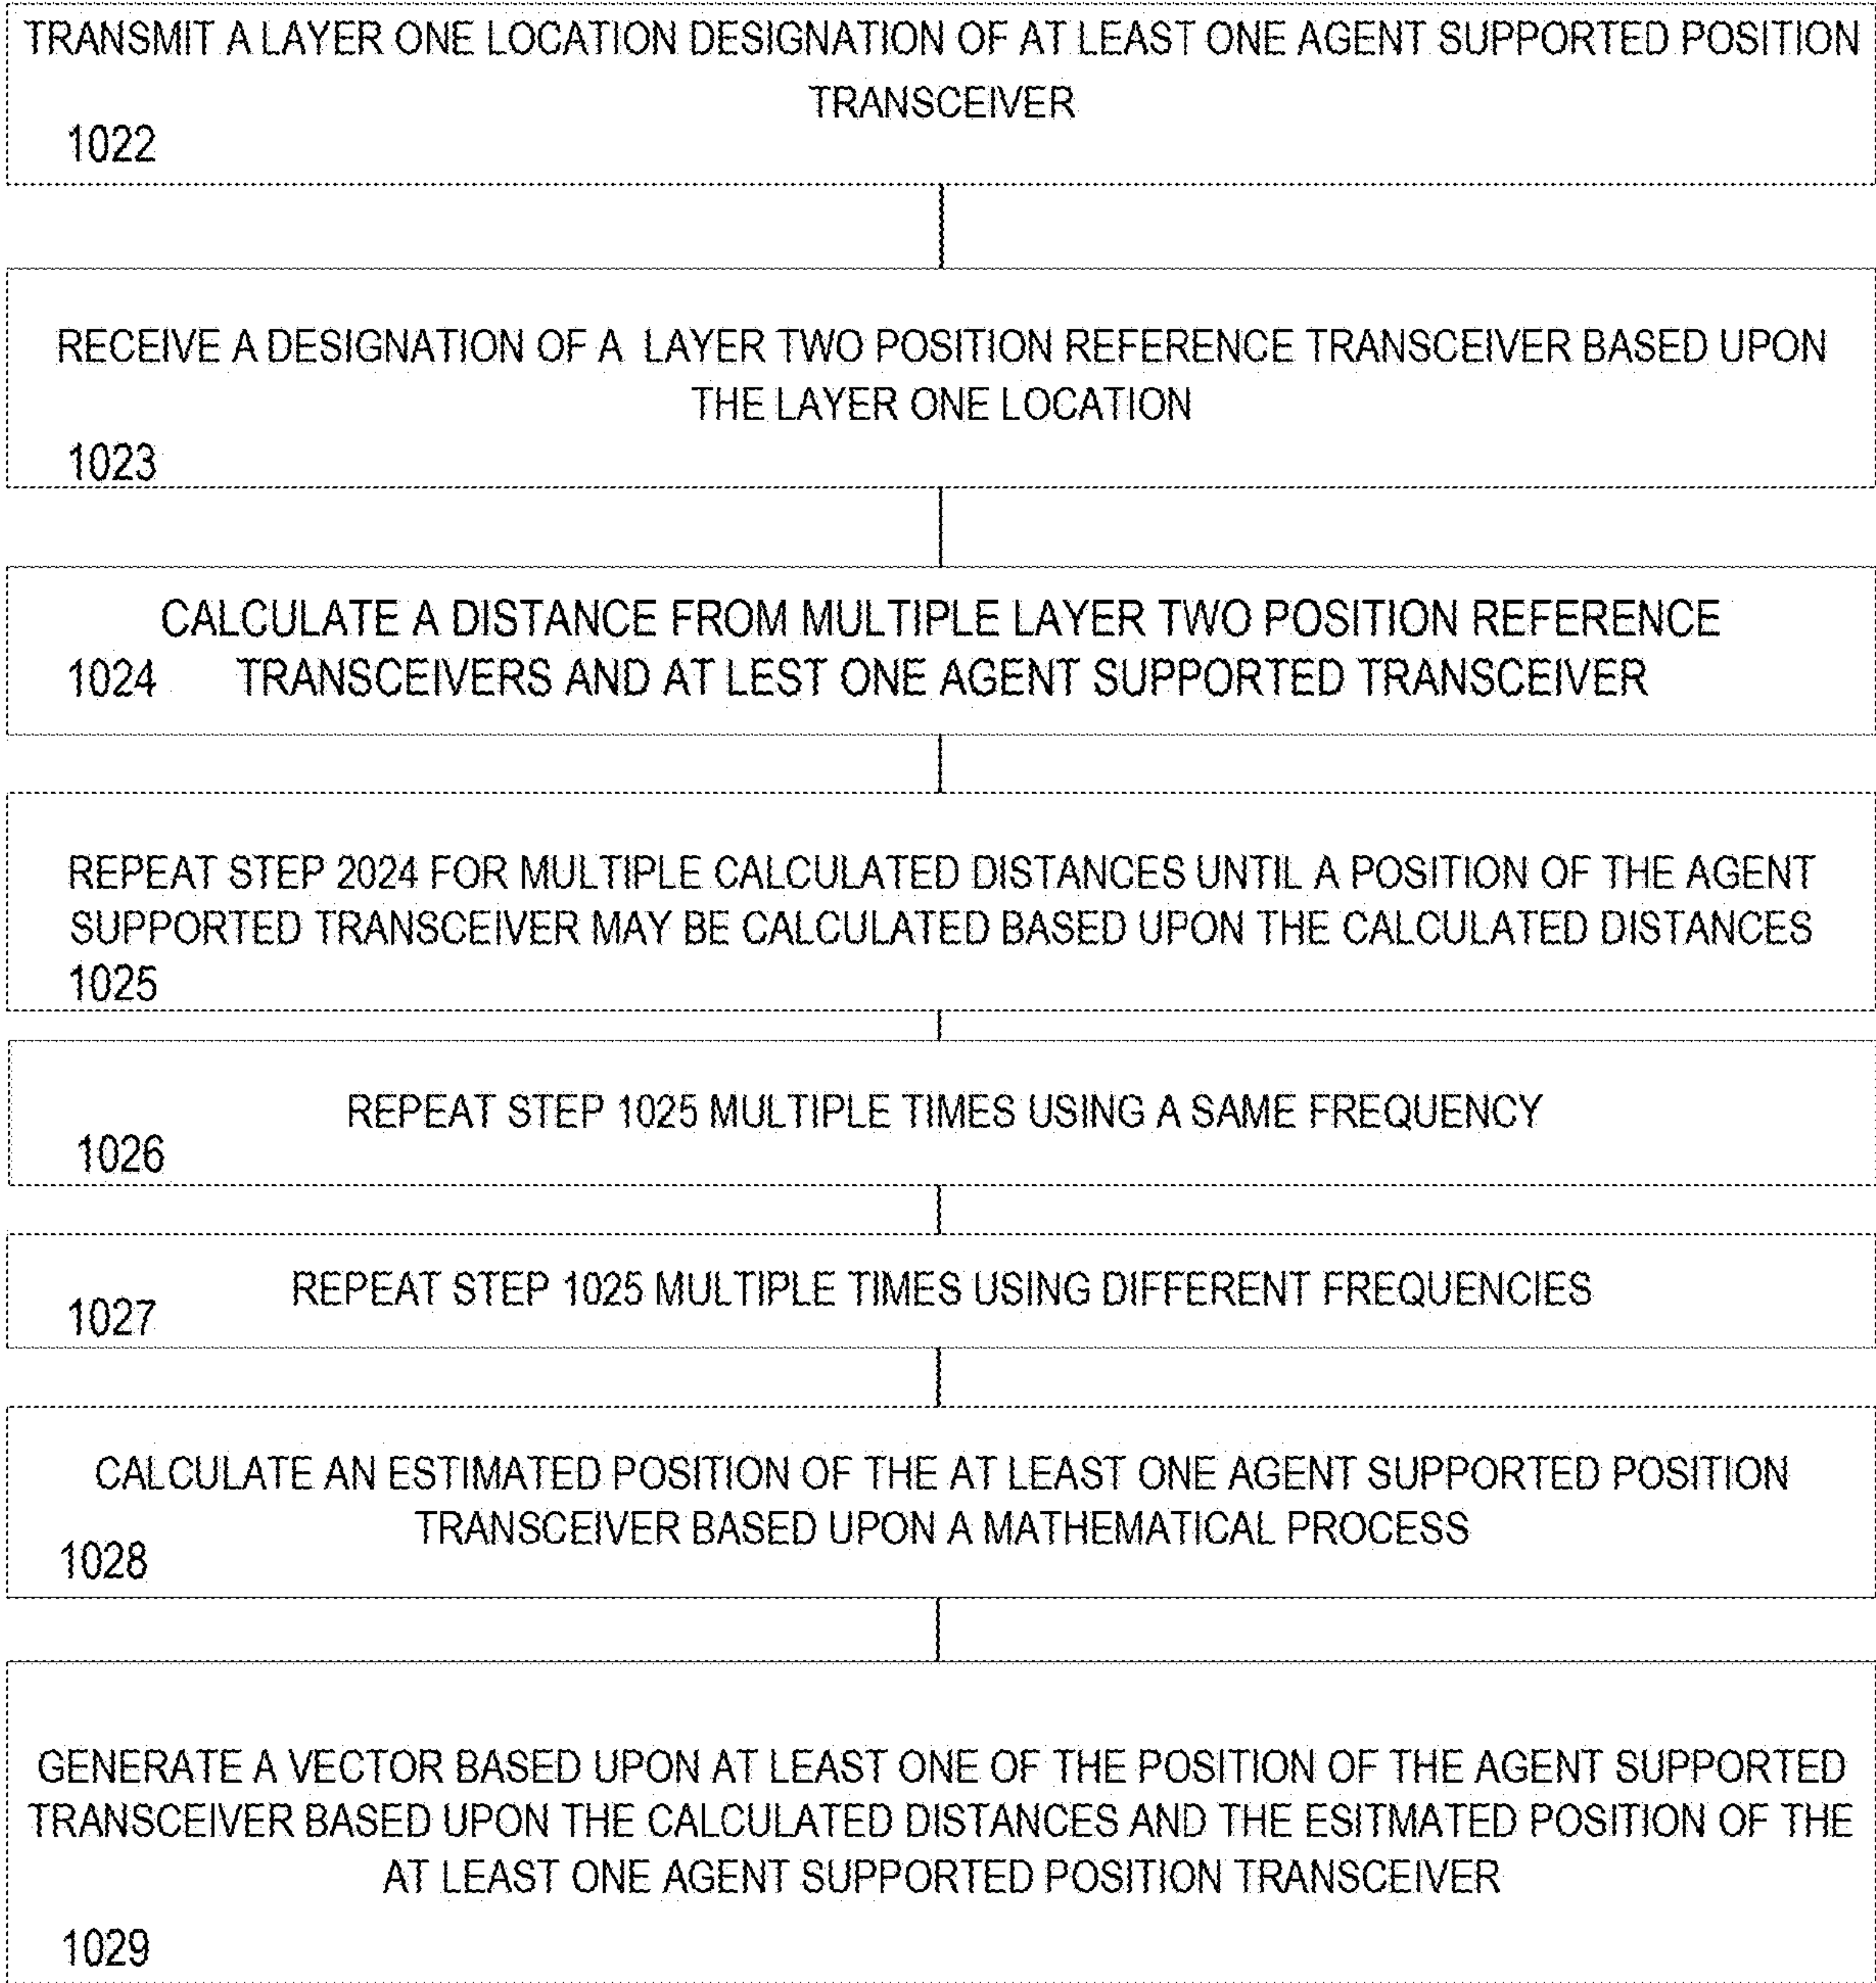 TRANSMIT A LAYER ONE LOCATION DESIGNATION OF AT LEAST ONE AGENT SUPPORTED POSITION
TRANSCEIVER
1022
RECEIVE A DESIGNATION OF A LAYER TWO POSITION REFERENCE TRANSCEIVER BASED UPON
THE LAYER ONE LOCATION
1023
CALCULATE A DISTANCE FROM MULTIPLE LAYER TWO POSITION REFERENCE
1024 TRANSCEIVERS AND AT LEST ONE AGENT SUPPORTED TRANSCEIVER
REPEAT STEP 2024 FOR MULTIPLE CALCULATED DISTANCES UNTIL A POSITION OF THE AGENT
SUPPORTED TRANSCEIVER MAY BE CALCULATED BASED UPON THE CALCULATED DISTANCES
1025
REPEAT STEP 1025 MULTIPLE TIMES USING A SAME FREQUENCY
1026
REPEAT STEP 1025 MULTIPLE TIMES USING DIFFERENT FREQUENCIES
1027
CALCULATE AN ESTIMATED POSITION OF THE AT LEAST ONE AGENT SUPPORTED POSITION
TRANSCEIVER BASED UPON A MATHEMATICAL PROCESS
1028
GENERATE A VECTOR BASED UPON AT LEAST ONE OF THE POSITION OF THE AGENT SUPPORTED
TRANSCEIVER BASED UPON THE CALCULATED DISTANCES AND THE ESITMATED POSITION OF THE
AT LEAST ONE AGENT SUPPORTED POSITION TRANSCEIVER
1029